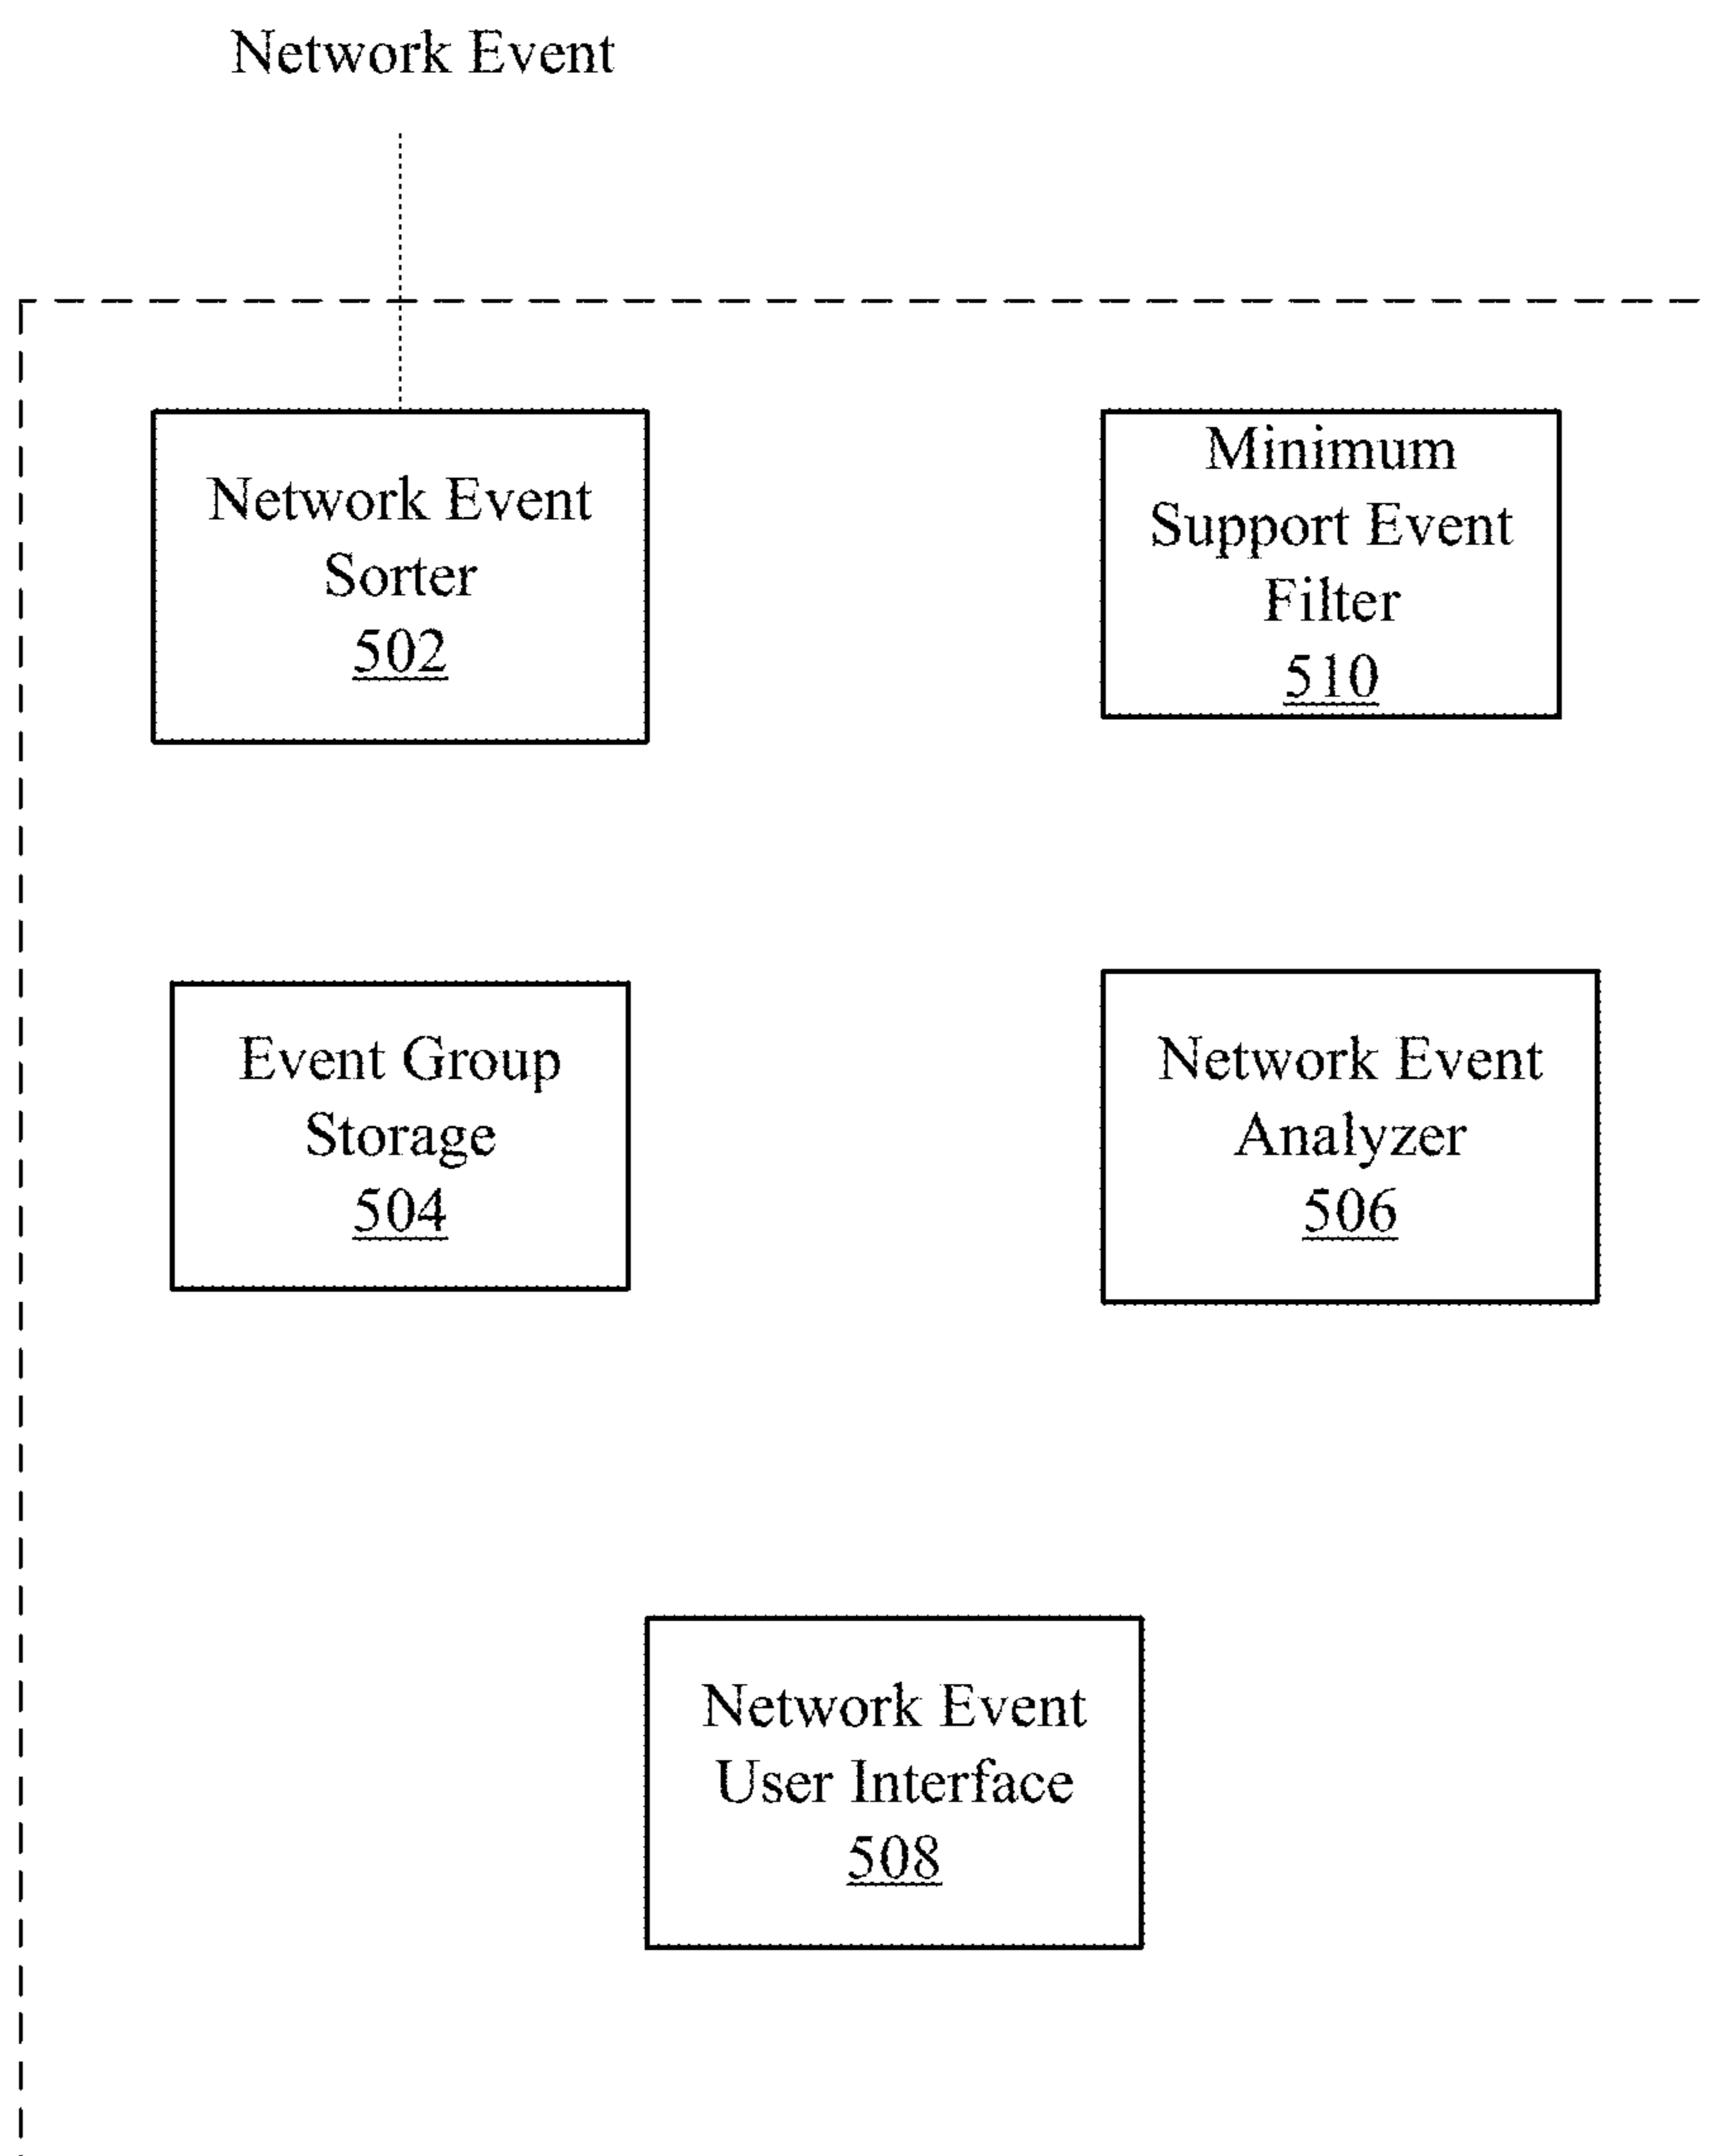 Network Event
Network Event
Sorter
502
Minimum
Support Event
Filter
510
Event Group
Storage
504
Network Event
Analyzer
506
Network Event
User Interface
508